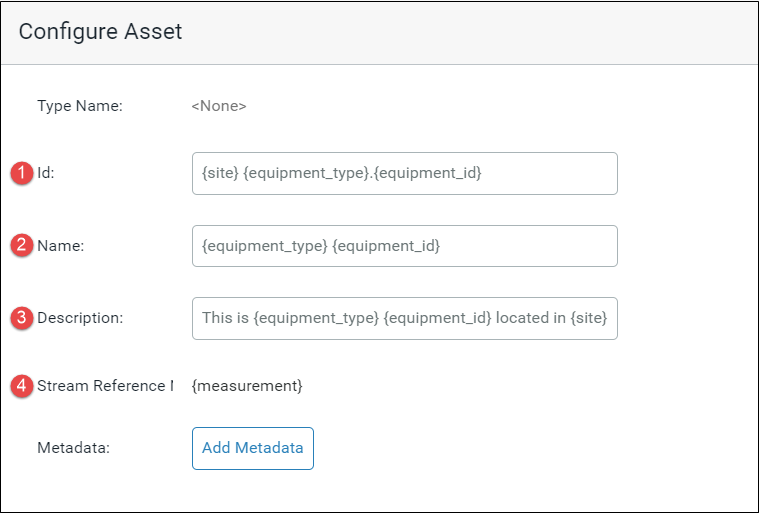 Configure Asset
Type Name: <None>
1 Id: {site} {equipment_type}.{equipment_id}
2 Name: {equipment_type} {equipment_id}
3 Description: This is {equipment_type} {equipment_id} located in {site}
4 Stream Reference {measurement}
Metadata: Add Metadata